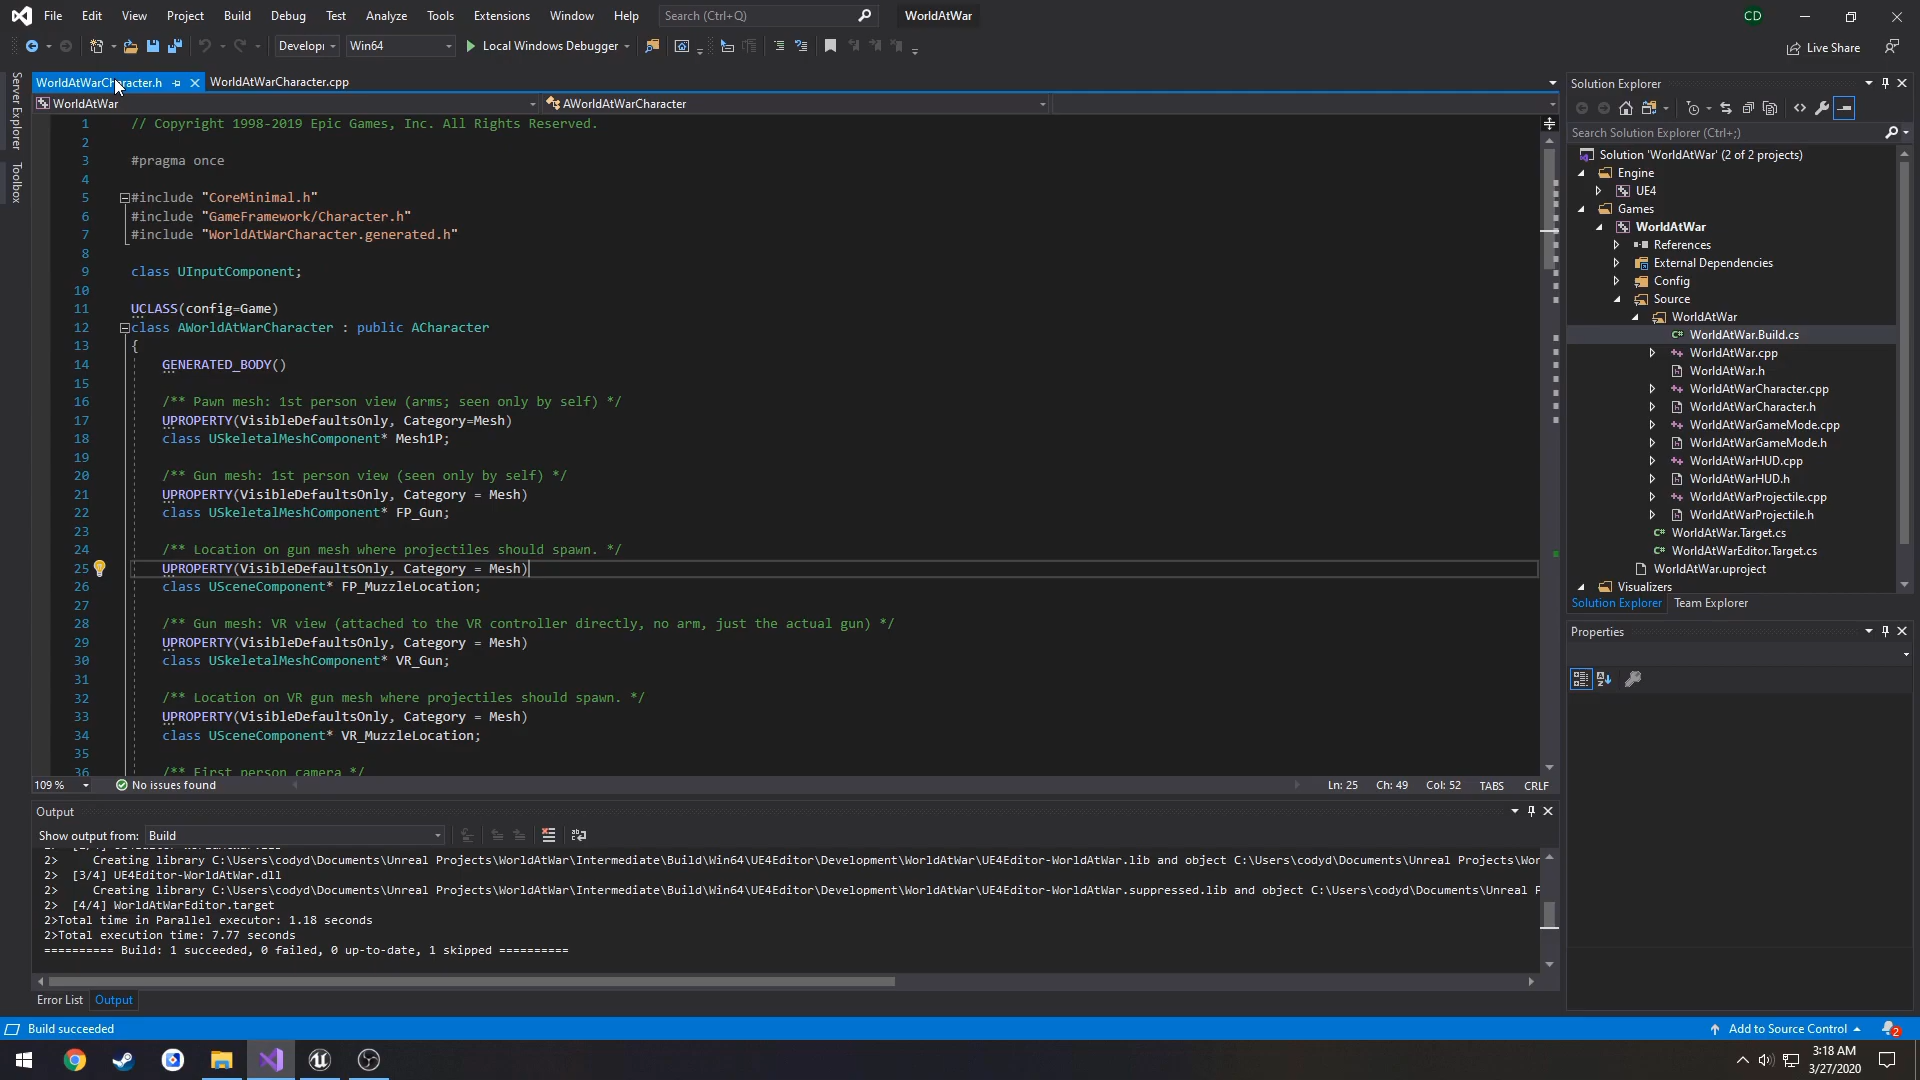 File Edit View Project Build Debug Test Analyze Tools Extensions Window Help Search (Ctrl+Q) WorldAtWar CD
Develop Win64 Local Windows Debugger Live Share
Server Explorer
Toolbox
WorldAtWarCharacter.h WorldAtWarCharacter.cpp
WorldAtWar AWorldAtWarCharacter
1 // Copyright 1998-2019 Epic Games, Inc. All Rights Reserved.
2
3 #pragma once
4
5 #include "CoreMinimal.h"
6 #include "GameFramework/Character.h"
7 #include "WorldAtWarCharacter.generated.h"
8
9 class UInputComponent;
10
11 UCLASS(config=Game)
12 class AWorldAtWarCharacter : public ACharacter
13 {
14 GENERATED_BODY()
15
16 /** Pawn mesh: 1st person view (arms; seen only by self) */
17 UPROPERTY(VisibleDefaultsOnly, Category=Mesh)
18 class USkeletalMeshComponent* Mesh1P;
19
20 /** Gun mesh: 1st person view (seen only by self) */
21 UPROPERTY(VisibleDefaultsOnly, Category = Mesh)
22 class USkeletalMeshComponent* FP_Gun;
23
24 /** Location on gun mesh where projectiles should spawn. */
25 UPROPERTY(VisibleDefaultsOnly, Category = Mesh)
26 class USceneComponent* FP_MuzzleLocation;
27
28 /** Gun mesh: VR view (attached to the VR controller directly, no arm, just the actual gun) */
29 UPROPERTY(VisibleDefaultsOnly, Category = Mesh)
30 class USkeletalMeshComponent* VR_Gun;
31
32 /** Location on VR gun mesh where projectiles should spawn. */
33 UPROPERTY(VisibleDefaultsOnly, Category = Mesh)
34 class USceneComponent* VR_MuzzleLocation;
35
36 /** First person camera */
109 % No issues found Ln: 25 Ch: 49 Col: 52 TABS CRLF
Output
Show output from: Build
2> Creating library C:\Users\codyd\Documents\Unreal Projects\WorldAtWar\Intermediate\Build\Win64\UE4Editor\Development\WorldAtWar\UE4Editor-WorldAtWar.lib and object C:\Users\codyd\Documents\Unreal Projects\Wor
2> [3/4] UE4Editor-WorldAtWar.dll
2> Creating library C:\Users\codyd\Documents\Unreal Projects\WorldAtWar\Intermediate\Build\Win64\UE4Editor\Development\WorldAtWar\UE4Editor-WorldAtWar.suppressed.lib and object C:\Users\codyd\Documents\Unreal P
2> [4/4] WorldAtWarEditor.target
2>Total time in Parallel executor: 1.18 seconds
2>Total execution time: 7.77 seconds
========== Build: 1 succeeded, 0 failed, 0 up-to-date, 1 skipped ==========
Error List Output
Solution Explorer
Search Solution Explorer (Ctrl+;)
Solution 'WorldAtWar' (2 of 2 projects)
Engine
UE4
Games
WorldAtWar
References
External Dependencies
Config
Source
WorldAtWar
WorldAtWar.Build.cs
WorldAtWar.cpp
WorldAtWar.h
WorldAtWarCharacter.cpp
WorldAtWarCharacter.h
WorldAtWarGameMode.cpp
WorldAtWarGameMode.h
WorldAtWarHUD.cpp
WorldAtWarHUD.h
WorldAtWarProjectile.cpp
WorldAtWarProjectile.h
WorldAtWar.Target.cs
WorldAtWarEditor.Target.cs
WorldAtWar.uproject
Visualizers
Solution Explorer Team Explorer
Properties
Build succeeded Add to Source Control 2
3:18 AM
3/27/2020